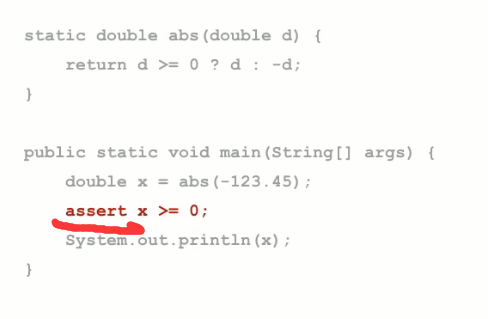 static double abs(double d) {
return d >= 0 ? d : -d;
}
public static void main(String[] args) {
double x = abs(-123.45);
assert x >= 0;
System.out.println(x);
}